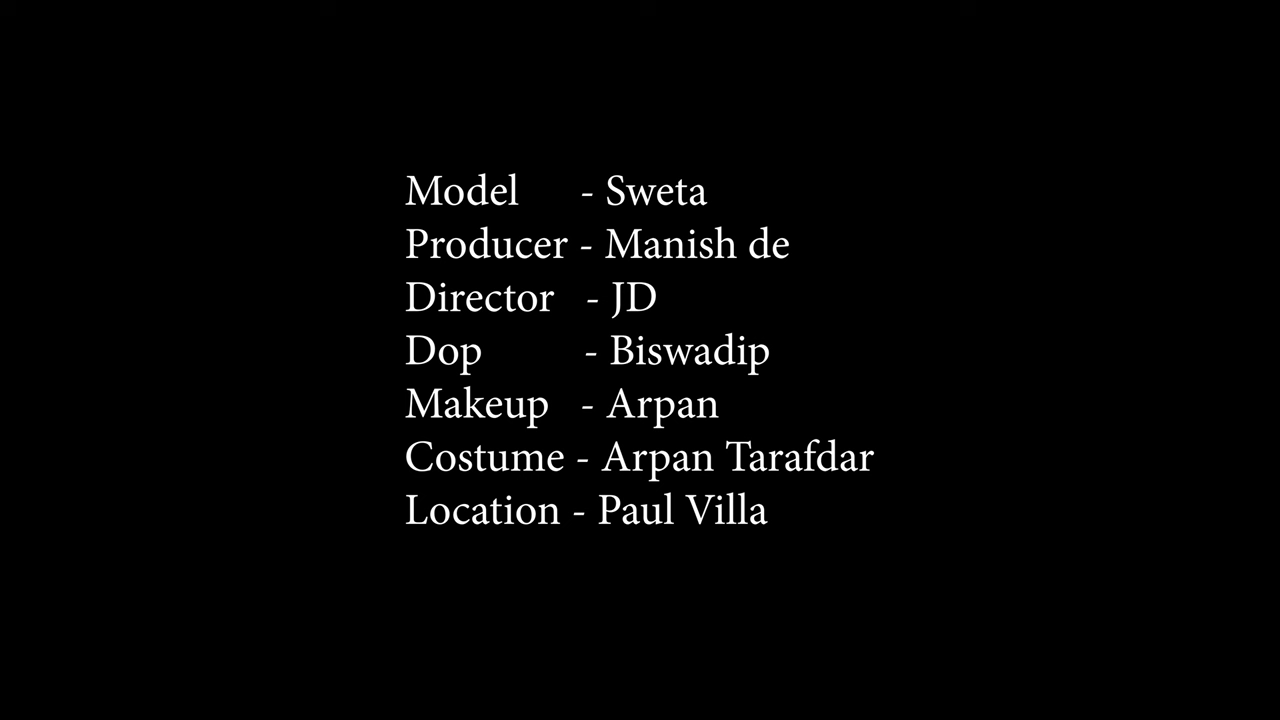 Model - Sweta
Producer - Manish de
Director - JD
Dop - Biswadip
Makeup - Arpan
Costume - Arpan Tarafdar
Location - Paul Villa